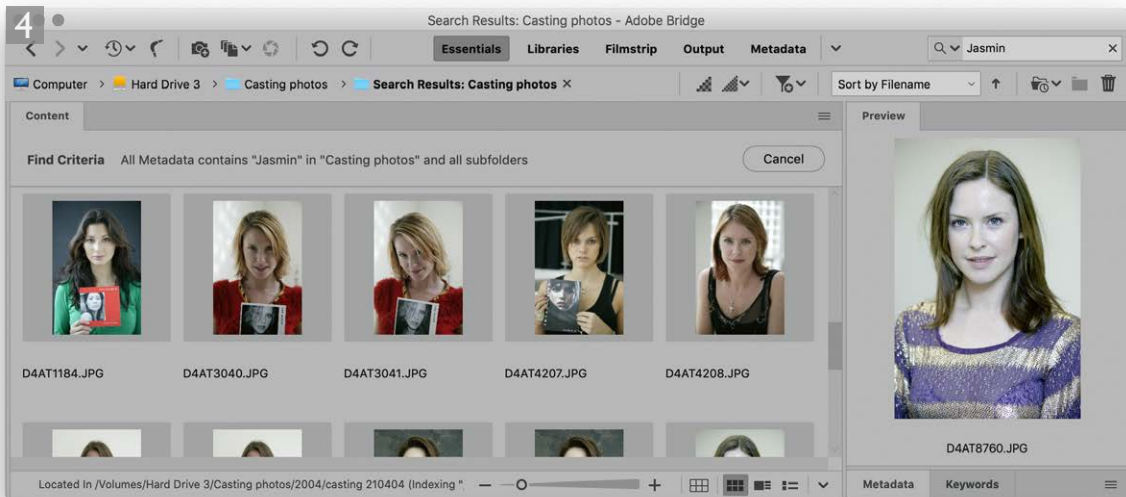 4
Search Results: Casting photos - Adobe Bridge
Essentials Libraries Filmstrip Output Metadata
Jasmin ×
Computer > Hard Drive 3 > Casting photos > Search Results: Casting photos ×
Sort by Filename
Content
Preview
Find Criteria All Metadata contains "Jasmin" in "Casting photos" and all subfolders
Cancel
D4AT1184.JPG D4AT3040.JPG D4AT3041.JPG D4AT4207.JPG D4AT4208.JPG
D4AT8760.JPG
Located In /Volumes/Hard Drive 3/Casting photos/2004/casting 210404 (Indexing "
Metadata Keywords